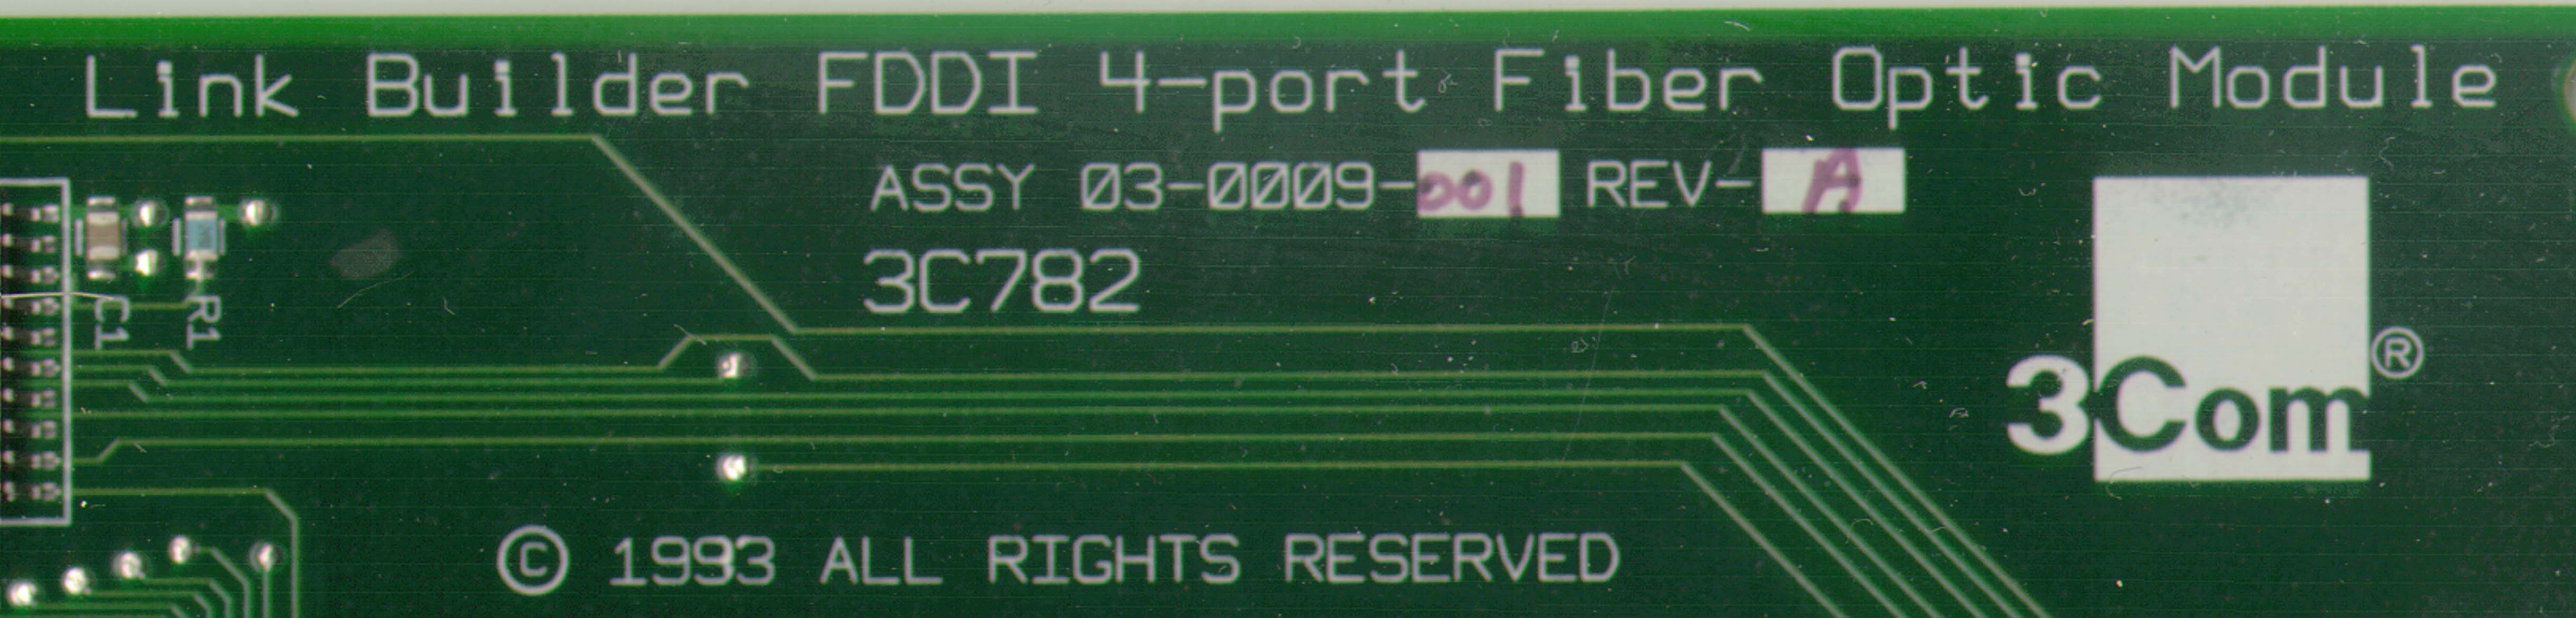 Link Builder FDDI 4-port Fiber Optic Module
ASSY 03-0009-001 REV-A
3C782
3Com®
C1 R1
© 1993 ALL RIGHTS RESERVED